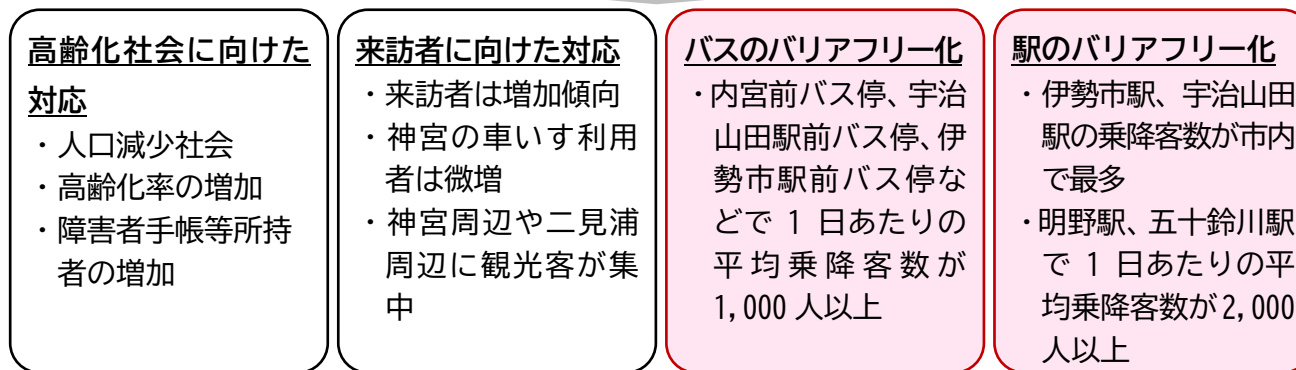 高齢化社会に向けた
対応
・人口減少社会
・高齢化率の増加
・障害者手帳等所持
者の増加
来訪者に向けた対応
・来訪者は増加傾向
・神宮の車いす利用
者は微増
・神宮周辺や二見浦
周辺に観光客が集
中
バスのバリアフリー化
・内宮前バス停、宇治
山田駅前バス停、伊
勢市駅前バス停な
どで 1 日あたりの
平均乗降客数が
1,000 人以上
駅のバリアフリー化
・伊勢市駅、宇治山田
駅の乗降客数が市内
で最多
・明野駅、五十鈴川駅
で 1 日あたりの平
均乗降客数が2,000
人以上